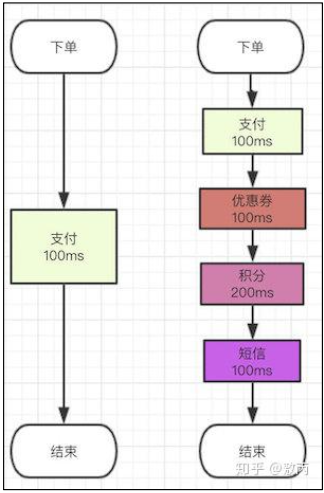 下单
支付
100ms
结束
下单
支付
100ms
优惠券
100ms
积分
200ms
短信
100ms
结束
知乎 @敖丙